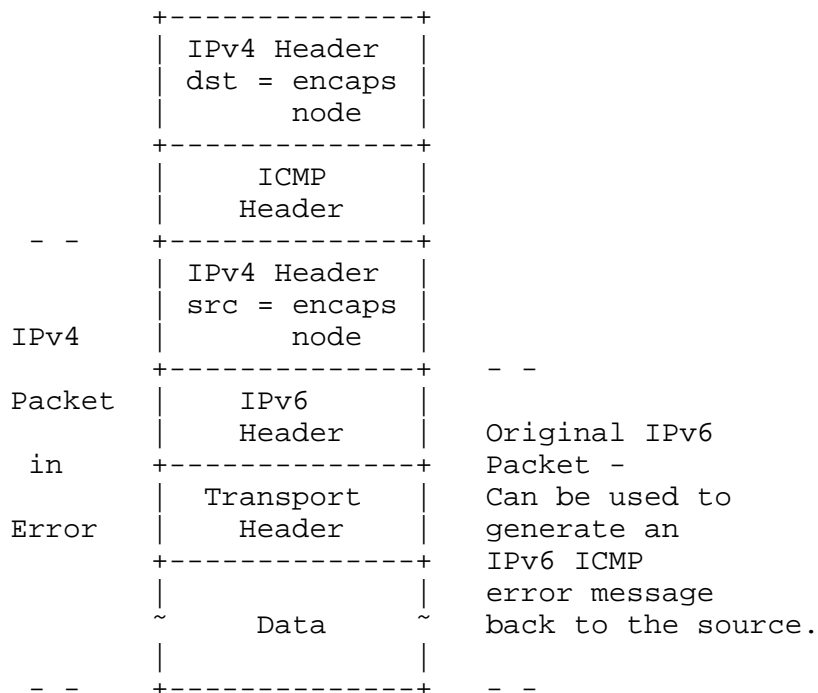 +--------------+
| IPv4 Header  |
| dst = encaps |
|       node   |
+--------------+
|     ICMP     |
|    Header    |
- -    +--------------+
| IPv4 Header  |
| src = encaps |
IPv4     |       node   |
+--------------+   - -
Packet   |    IPv6      |
|    Header    |   Original IPv6
in     +--------------+   Packet -
|  Transport   |   Can be used to
Error    |    Header    |   generate an
+--------------+   IPv6 ICMP
|              |   error message
~     Data     ~   back to the source.
|              |
- -    +--------------+   - -